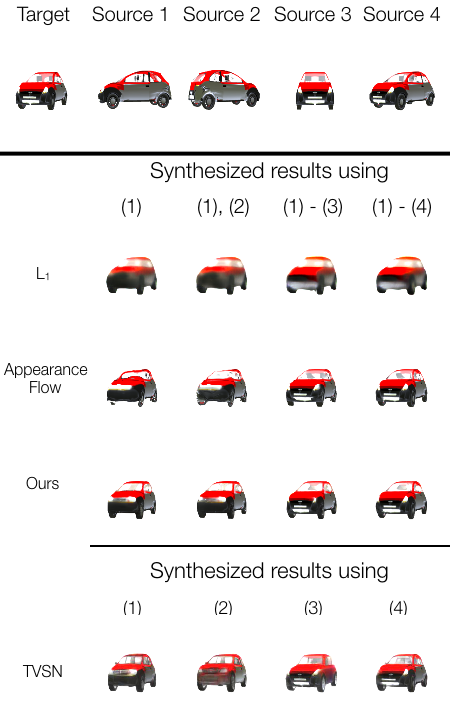 Target Source 1 Source 2 Source 3 Source 4
Synthesized results using
(1) (1), (2) (1) - (3) (1) - (4)
L₁
Appearance
Flow
Ours
Synthesized results using
(1) (2) (3) (4)
TVSN